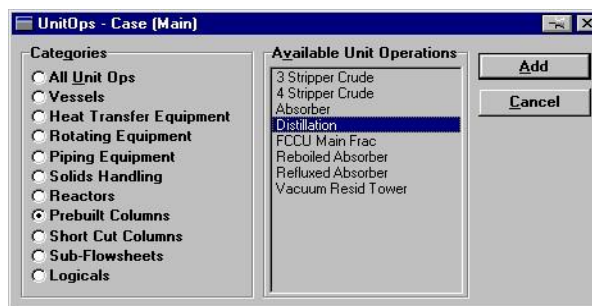 UnitOps - Case (Main)
Categories
All Unit Ops
Vessels
Heat Transfer Equipment
Rotating Equipment
Piping Equipment
Solids Handling
Reactors
Prebuilt Columns
Short Cut Columns
Sub-Flowsheets
Logicals
Available Unit Operations
3 Stripper Crude
4 Stripper Crude
Absorber
Distillation
FCCU Main Frac
Reboiled Absorber
Refluxed Absorber
Vacuum Resid Tower
Add
Cancel